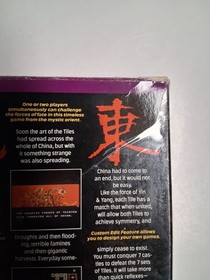 One or two players
simultaneously can challenge
the forces of face in this timeless
game from the mystic orient.
東
Soon the art of the Tiles
had spread across the
whole of China, but with
it something strange
was also spreading.
droughts and then flood-
ing, terrible famines
and then gigantic
harvests. Everyday some-
China had to come to
an end, but it would
not be easy.
Like the force of Yin
& Yang, each Tile has a
match that when united,
will allow both Tiles to
achieve symmetry, and
Custom Edit Feature allows
you to design your own games.
simply cease to exist.
You must conquer 7 cas-
tles to defeat the 7 sets
of Tiles. It will take more
than quick reflexes—